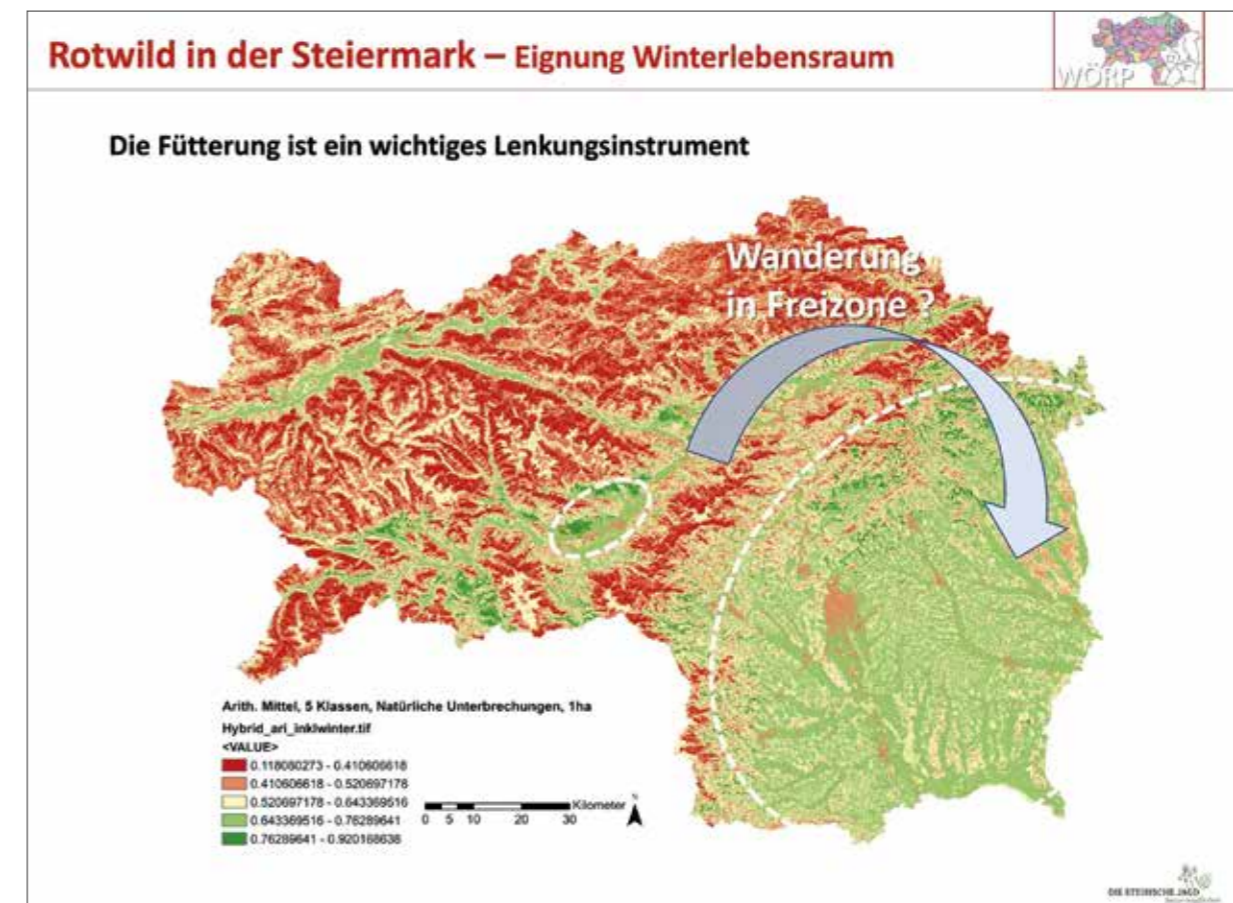 Rotwild in der Steiermark – Eignung Winterlebensraum
WÖRP
Die Fütterung ist ein wichtiges Lenkungsinstrument
Wanderung
in Freizone ?
Arith. Mittel, 5 Klassen, Natürliche Unterbrechungen, 1ha
Hybrid_ari_inklwinter.tif
<VALUE>
0.118080273 - 0.410606618
0.410606618 - 0.520697178
0.520697178 - 0.643369516
0.643369516 - 0.76289641
0.76289641 - 0.920168638
Kilometer
0 5 10 20 30
N
DIE STEIRISCHE JAGD